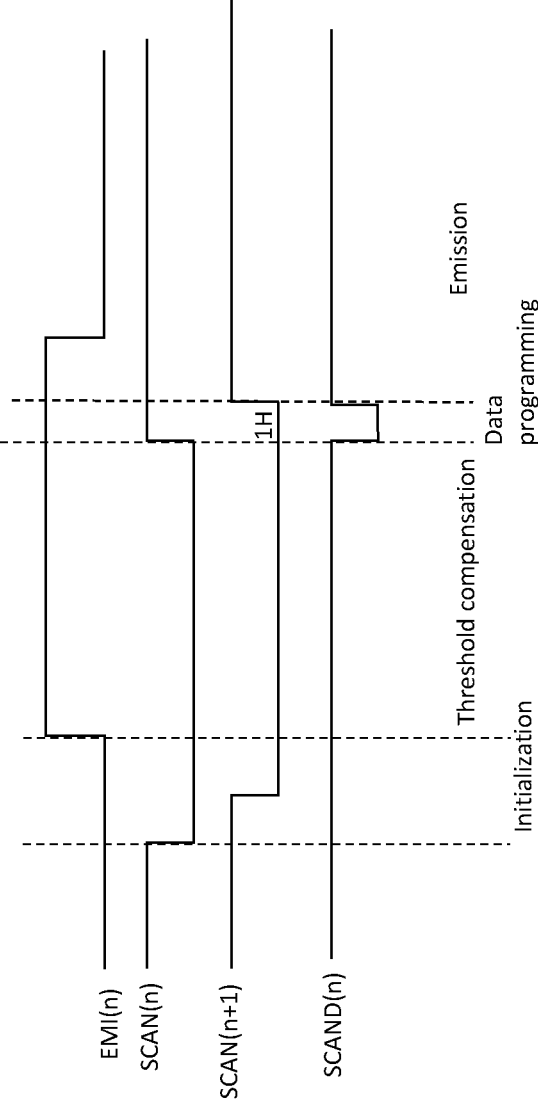 EMI(n)
SCAN(n)
SCAN(n+1)
1H
SCAND(n)
Initialization
Threshold compensation
Data
programming
Emission